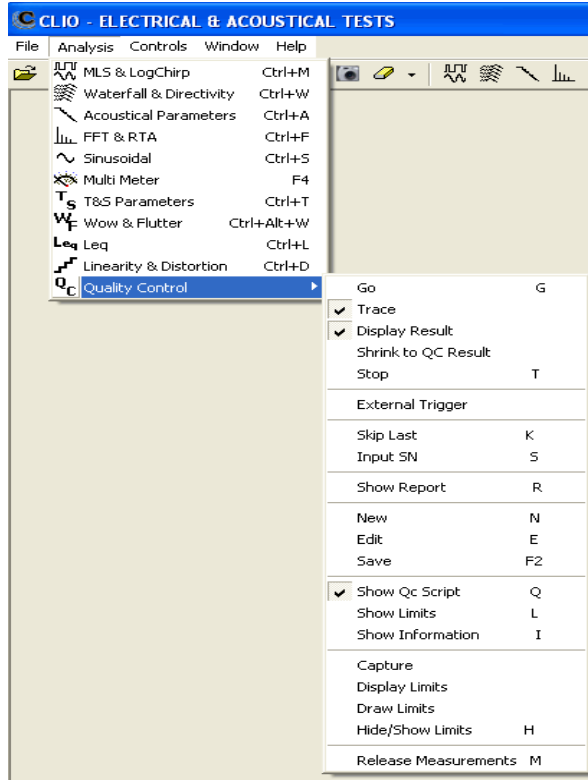 CLIO - ELECTRICAL & ACOUSTICAL TESTS
File Analysis Controls Window Help
MLS & LogChirp Ctrl+M
Waterfall & Directivity Ctrl+W
Acoustical Parameters Ctrl+A
FFT & RTA Ctrl+F
Sinusoidal Ctrl+S
Multi Meter F4
TS T&S Parameters Ctrl+T
WF Wow & Flutter Ctrl+Alt+W
Leq Leq Ctrl+L
Linearity & Distortion Ctrl+D
QC Quality Control
Go G
Trace
Display Result
Shrink to QC Result
Stop T
External Trigger
Skip Last K
Input SN S
Show Report R
New N
Edit E
Save F2
Show Qc Script Q
Show Limits L
Show Information I
Capture
Display Limits
Draw Limits
Hide/Show Limits H
Release Measurements M